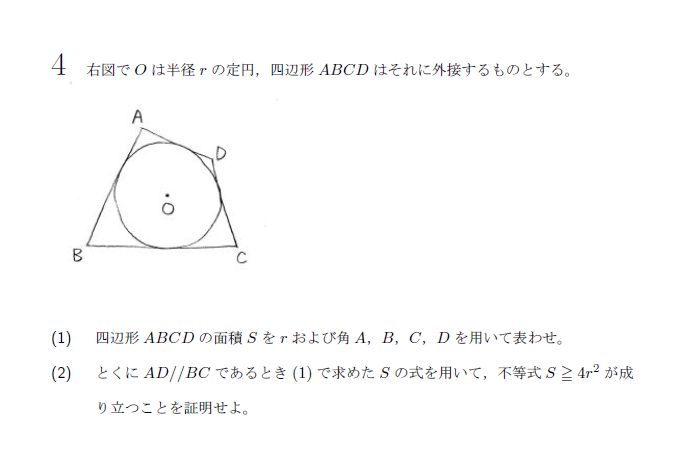 4 右図で O は半径 r の定円，四辺形 ABCD はそれに外接するものとする。
A
D
O
B
C
(1) 四辺形 ABCD の面積 S を r および角 A，B，C，D を用いて表わせ。
(2) とくに AD//BC であるとき (1) で求めた S の式を用いて，不等式 S ≧ 4r² が成
り立つことを証明せよ。